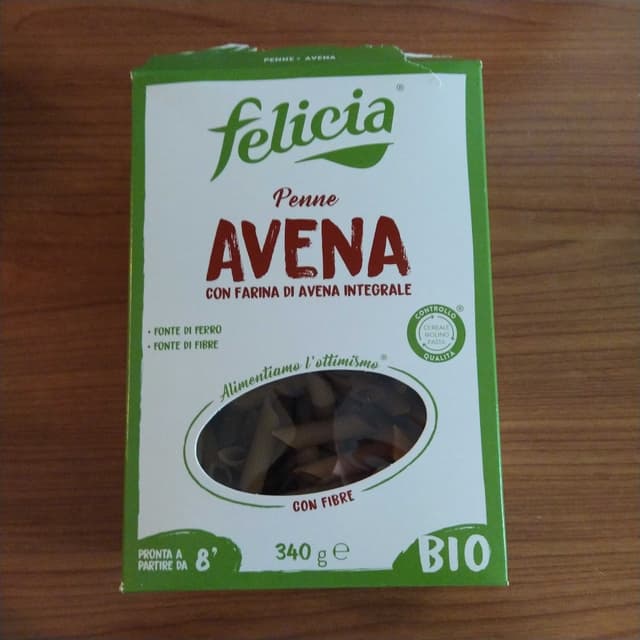 PENNE - AVENA
felicia®
Penne
AVENA
CON FARINA DI AVENA INTEGRALE
• FONTE DI FERRO
• FONTE DI FIBRE
CONTROLLO®
CEREALE
MOLINO
PASTA
QUALITÀ
Alimentiamo l'ottimismo®
CON FIBRE
PRONTA A
PARTIRE DA 8'
340 g ℮
BIO